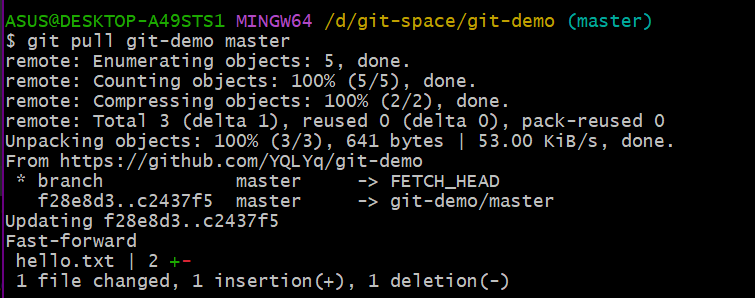 ASUS@DESKTOP-A49STS1 MINGW64 /d/git-space/git-demo (master)
$ git pull git-demo master
remote: Enumerating objects: 5, done.
remote: Counting objects: 100% (5/5), done.
remote: Compressing objects: 100% (2/2), done.
remote: Total 3 (delta 1), reused 0 (delta 0), pack-reused 0
Unpacking objects: 100% (3/3), 641 bytes | 53.00 KiB/s, done.
From https://github.com/YQLYq/git-demo
 * branch            master     -> FETCH_HEAD
   f28e8d3..c2437f5  master     -> git-demo/master
Updating f28e8d3..c2437f5
Fast-forward
 hello.txt | 2 +-
 1 file changed, 1 insertion(+), 1 deletion(-)